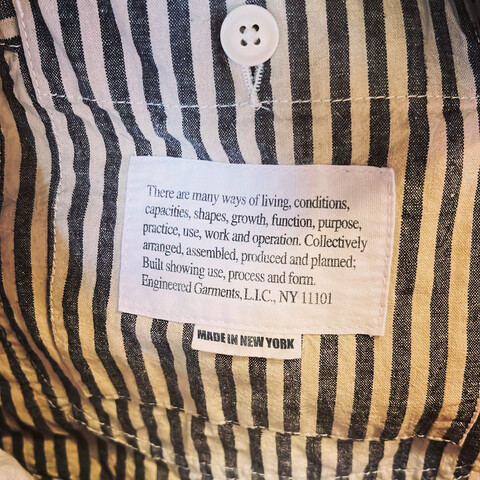 There are many ways of living, conditions,
capacities, shapes, growth, function, purpose,
practice, use, work and operation. Collectively
arranged, assembled, produced and planned;
Built showing use, process and form.
Engineered Garments, L.I.C., NY 11101
MADE IN NEW YORK